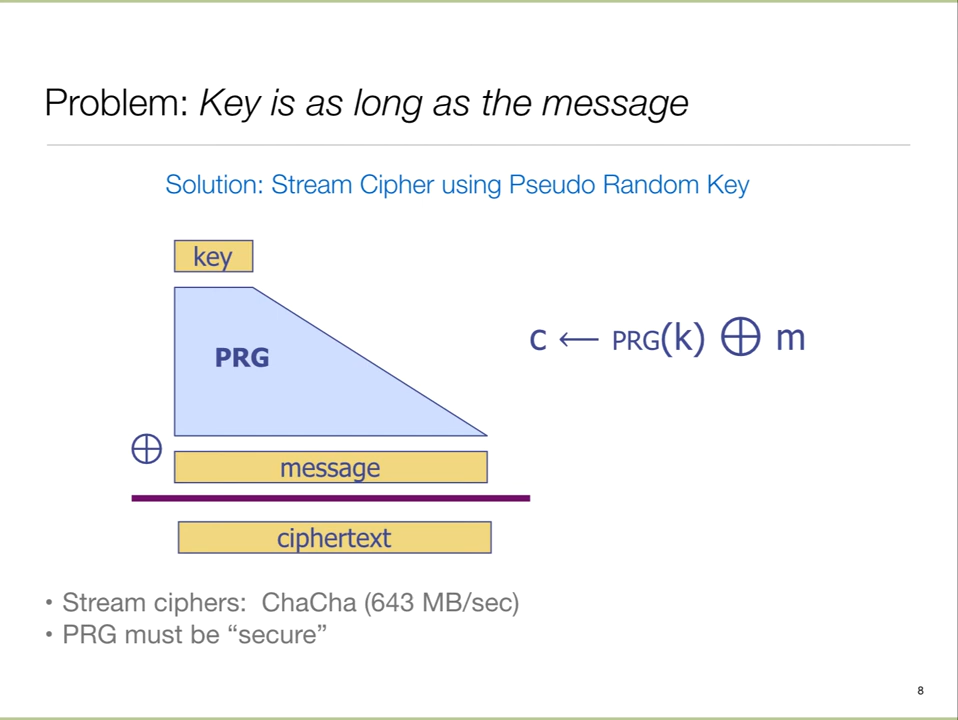 Problem: Key is as long as the message
Solution: Stream Cipher using Pseudo Random Key
key
PRG
c ← PRG(k) ⊕ m
⊕
message
ciphertext
• Stream ciphers: ChaCha (643 MB/sec)
• PRG must be “secure”
8